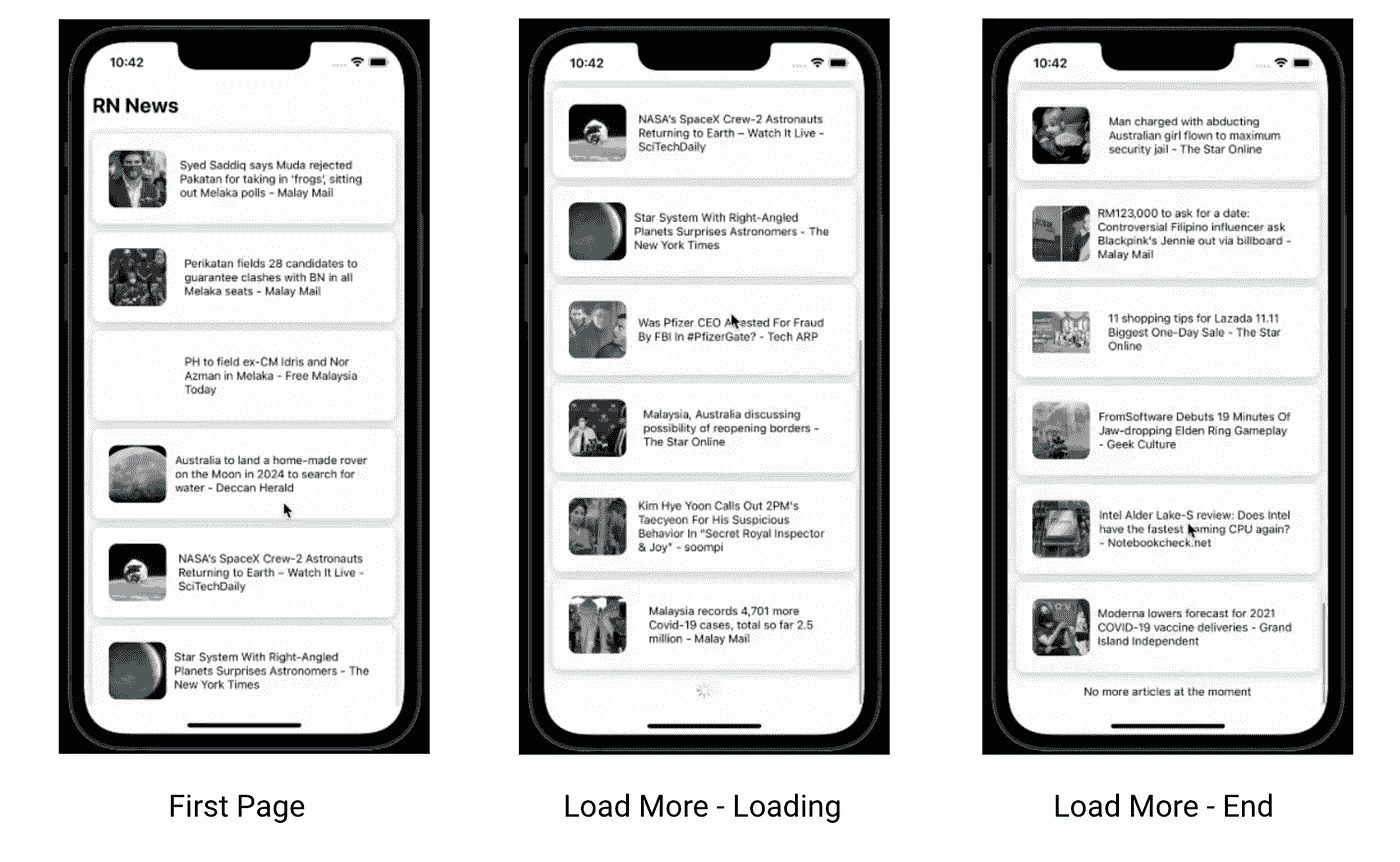 10:42
RN News
Syed Saddiq says Muda rejected
Pakatan for taking in 'frogs', sitting
out Melaka polls - Malay Mail
Perikatan fields 28 candidates to
guarantee clashes with BN in all
Melaka seats - Malay Mail
PH to field ex-CM Idris and Nor
Azman in Melaka - Free Malaysia
Today
Australia to land a home-made rover
on the Moon in 2024 to search for
water - Deccan Herald
NASA's SpaceX Crew-2 Astronauts
Returning to Earth – Watch It Live -
SciTechDaily
Star System With Right-Angled
Planets Surprises Astronomers - The
New York Times
First Page
10:42
NASA's SpaceX Crew-2 Astronauts
Returning to Earth – Watch It Live -
SciTechDaily
Star System With Right-Angled
Planets Surprises Astronomers - The
New York Times
Was Pfizer CEO Arrested For Fraud
By FBI In #PfizerGate? - Tech ARP
Malaysia, Australia discussing
possibility of reopening borders -
The Star Online
Kim Hye Yoon Calls Out 2PM's
Taecyeon For His Suspicious
Behavior In "Secret Royal Inspector
& Joy" - soompi
Malaysia records 4,701 more
Covid-19 cases, total so far 2.5
million - Malay Mail
Load More - Loading
10:42
Man charged with abducting
Australian girl flown to maximum
security jail - The Star Online
RM123,000 to ask for a date:
Controversial Filipino influencer ask
Blackpink's Jennie out via billboard -
Malay Mail
11 shopping tips for Lazada 11.11
Biggest One-Day Sale - The Star
Online
FromSoftware Debuts 19 Minutes Of
Jaw-dropping Elden Ring Gameplay
- Geek Culture
Intel Alder Lake-S review: Does Intel
have the fastest gaming CPU again?
- Notebookcheck.net
Moderna lowers forecast for 2021
COVID-19 vaccine deliveries - Grand
Island Independent
No more articles at the moment
Load More - End